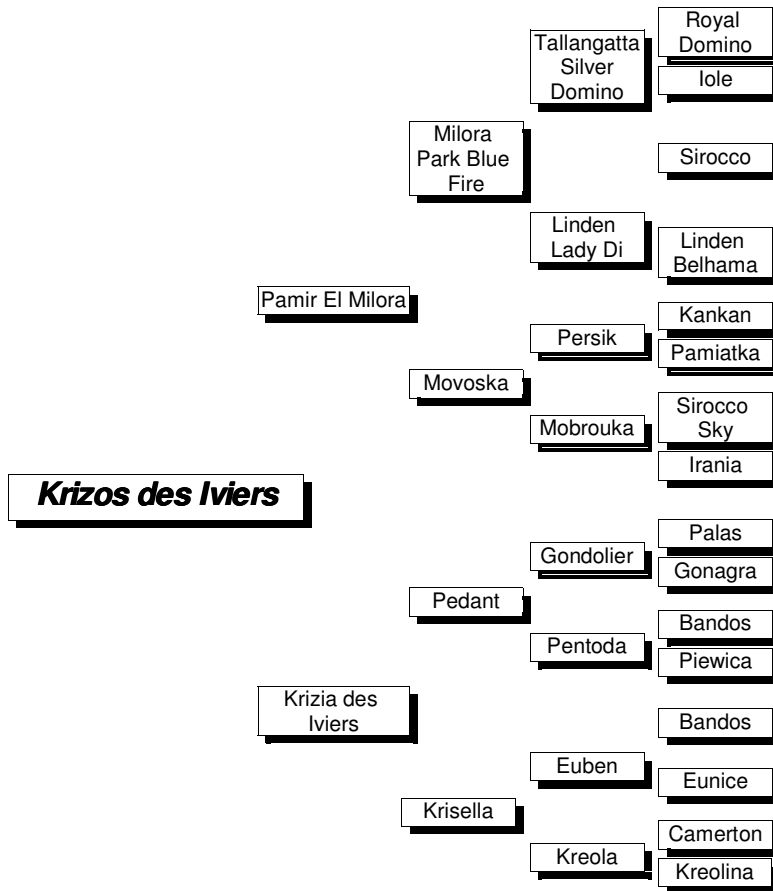 Royal
Domino
Tallangatta
Silver
Domino
Iole
Milora
Park Blue
Fire
Sirocco
Linden
Lady Di
Linden
Belhama
Pamir El Milora
Kankan
Persik
Pamiatka
Movoska
Sirocco
Sky
Mobrouka
Irania
Krizos des Iviers
Palas
Gondolier
Gonagra
Pedant
Bandos
Pentoda
Piewica
Krizia des
Iviers
Bandos
Euben
Eunice
Krisella
Camerton
Kreola
Kreolina